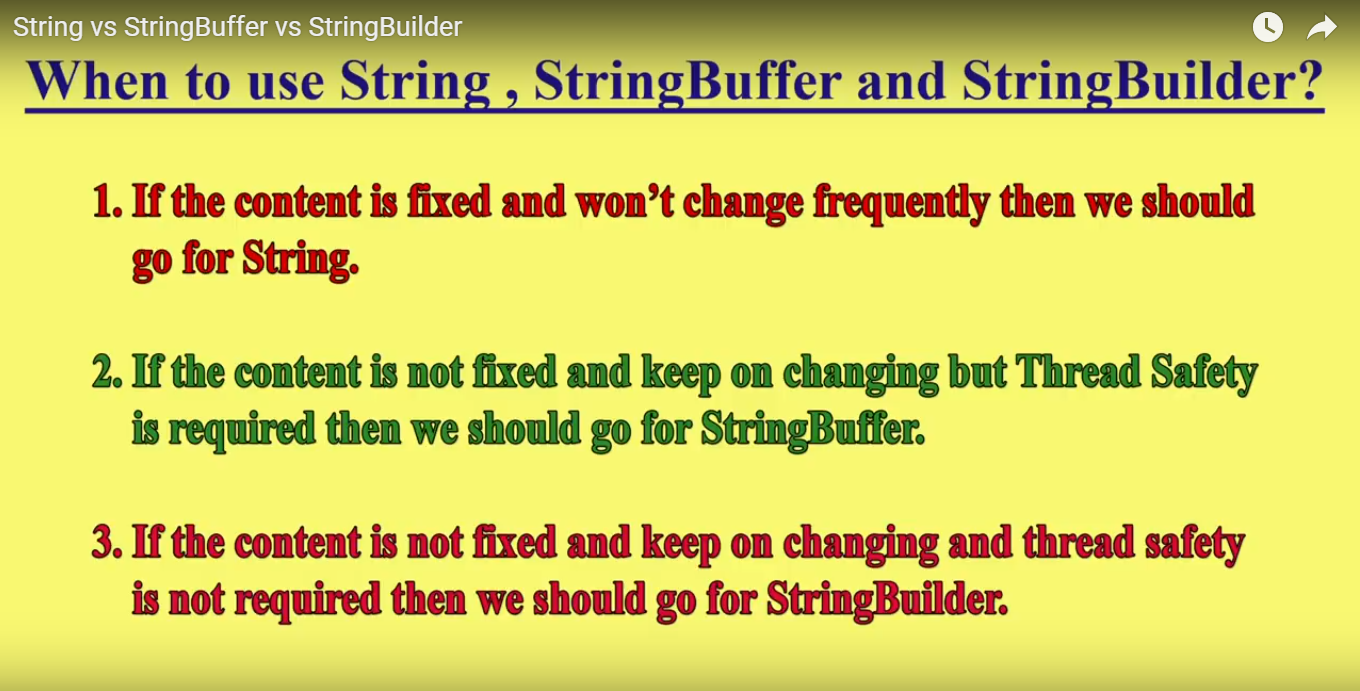 String vs StringBuffer vs StringBuilder
When to use String , StringBuffer and StringBuilder?
1. If the content is fixed and won’t change frequently then we should
go for String.
2. If the content is not fixed and keep on changing but Thread Safety
is required then we should go for StringBuffer.
3. If the content is not fixed and keep on changing and thread safety
is not required then we should go for StringBuilder.